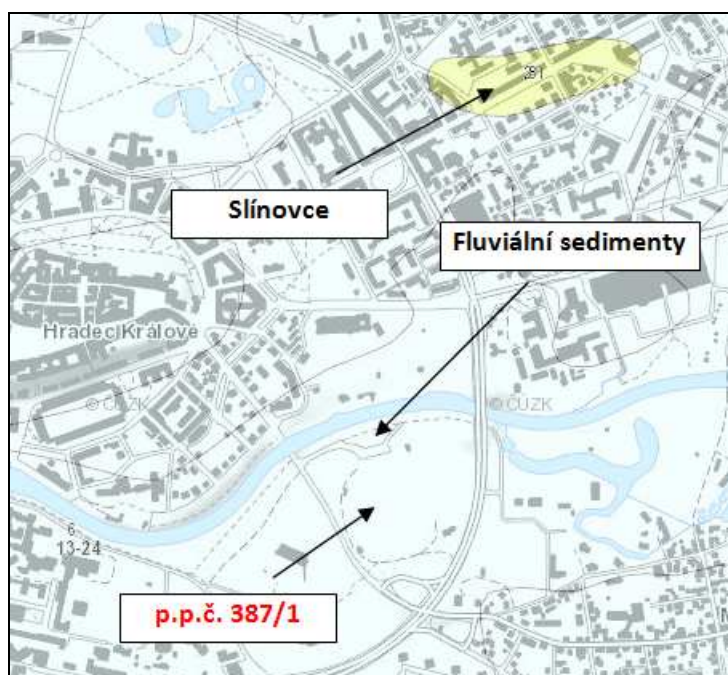 281
Slínovce
Fluviální sedimenty
Hradec Králové
© ČÚZK
© ČÚZK
6
13-24
p.p.č. 387/1